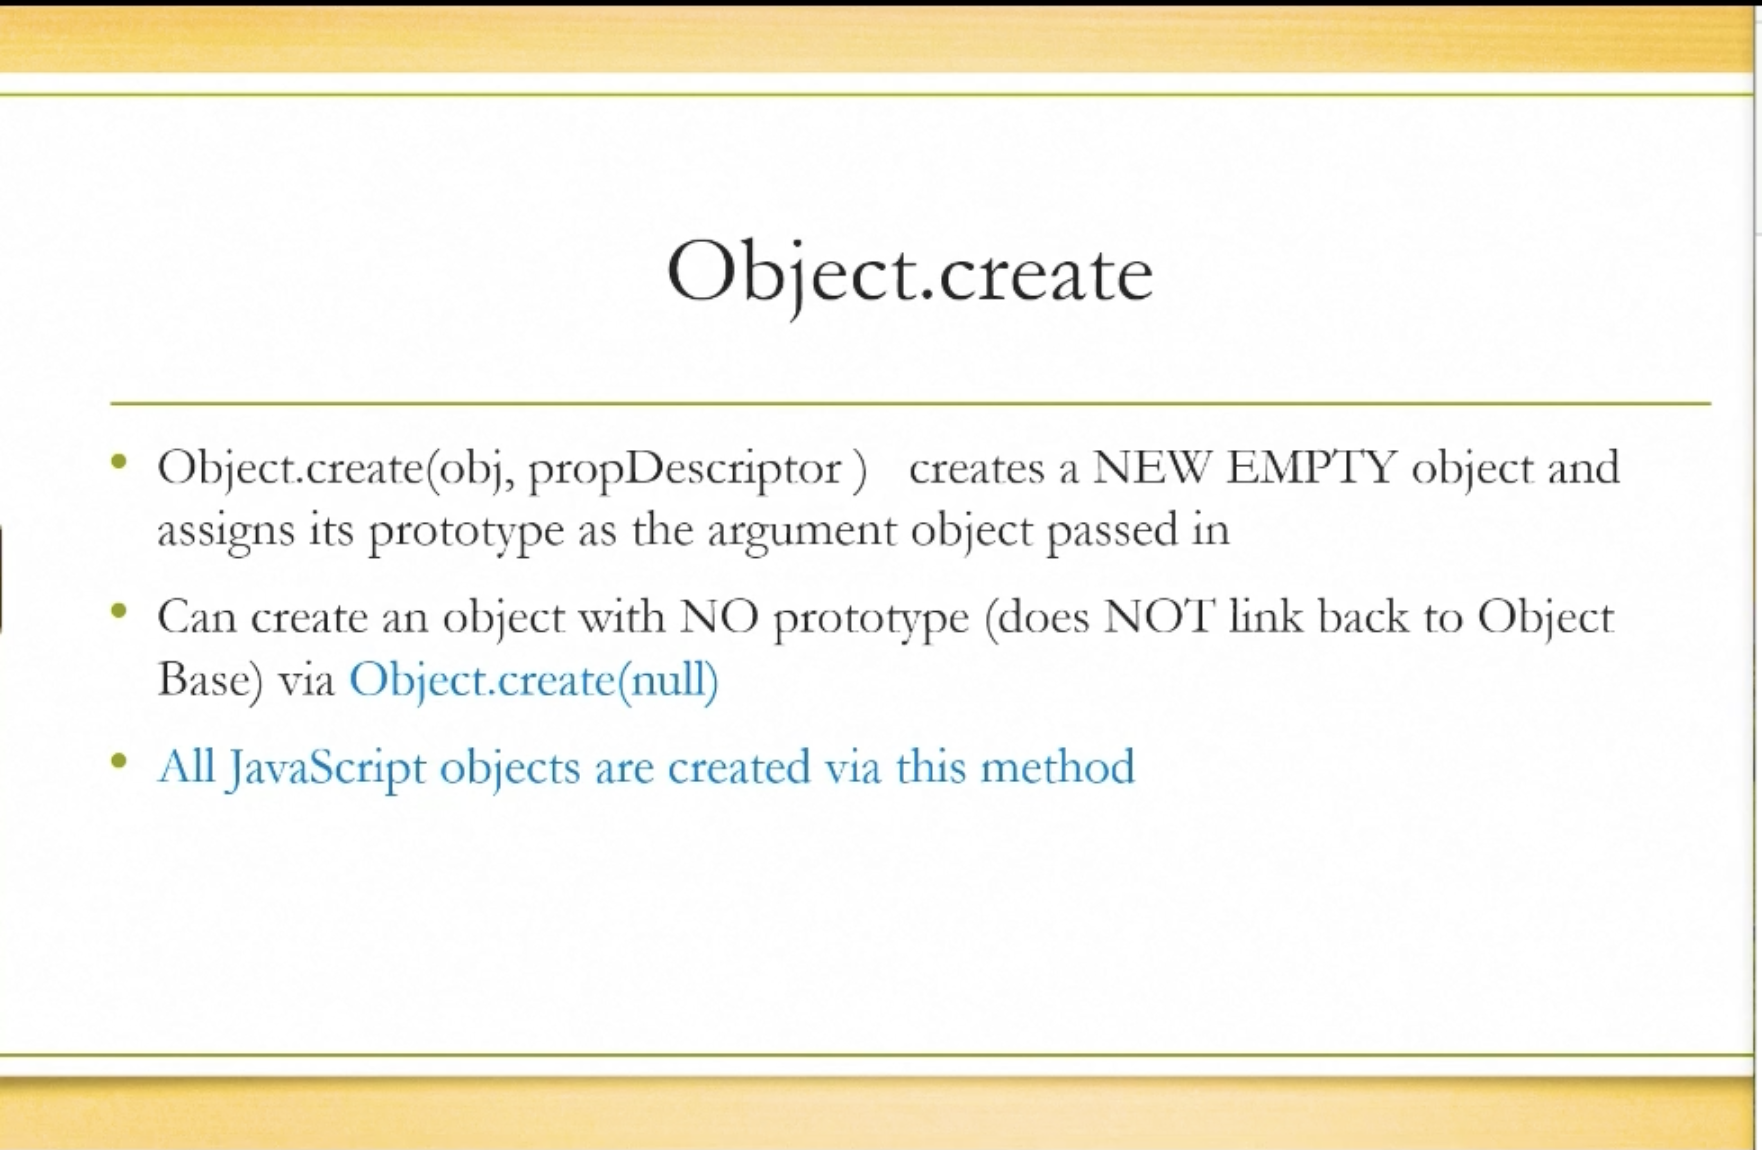 Object.create
Object.create(obj, propDescriptor ) creates a NEW EMPTY object and
assigns its prototype as the argument object passed in
Can create an object with NO prototype (does NOT link back to Object
Base) via Object.create(null)
All JavaScript objects are created via this method